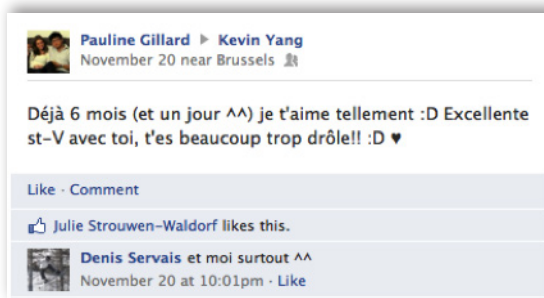 Pauline Gillard ▶ Kevin Yang
November 20 near Brussels
Déjà 6 mois (et un jour ^^) je t'aime tellement :D Excellente
st-V avec toi, t'es beaucoup trop drôle!! :D ♥
Like · Comment
Julie Strouwen-Waldorf likes this.
Denis Servais et moi surtout ^^
November 20 at 10:01pm · Like